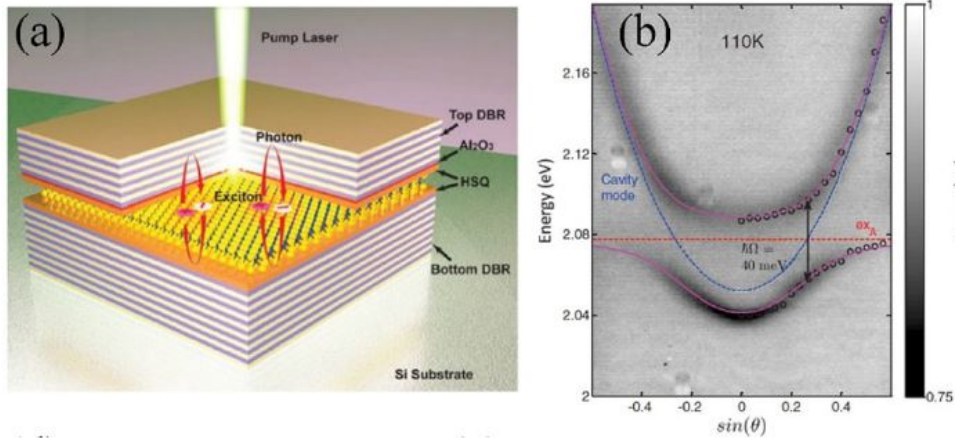 (a)
Pump Laser
Photon
Top DBR
Al₂O₃
HSQ
Exciton
Bottom DBR
Si Substrate
(b)
110K
Energy (eV)
2.16
2.12
2.08
2.04
2
Cavity
mode
ex_A
ℏΩ =
40 meV
-0.4 -0.2 0 0.2 0.4
sin(θ)
1
0.75